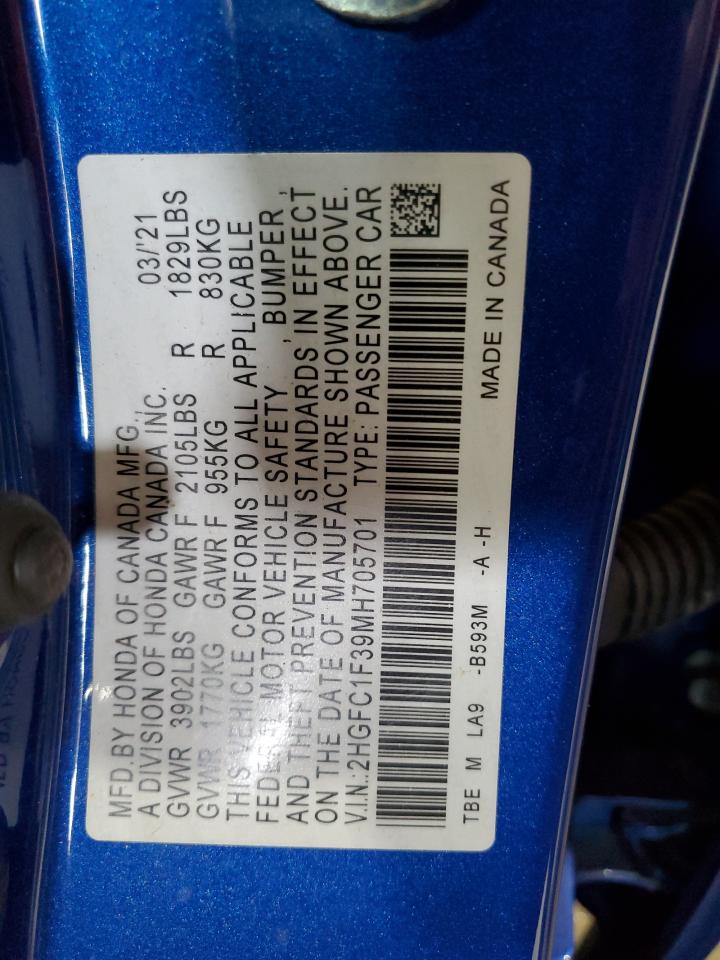 MFD.BY HONDA OF CANADA MFG., 03/'21
A DIVISION OF HONDA CANADA INC.
GVWR 3902LBS GAWR F 2105LBS R 1829LBS
GVWR 1770KG GAWR F 955KG R 830KG
THIS VEHICLE CONFORMS TO ALL APPLICABLE
FEDERAL MOTOR VEHICLE SAFETY , BUMPER ,
AND THEFT PREVENTION STANDARDS IN EFFECT
ON THE DATE OF MANUFACTURE SHOWN ABOVE.
V.I.N.:2HGFC1F39MH705701 TYPE: PASSENGER CAR
TBE M LA9 -B593M -A -H MADE IN CANADA